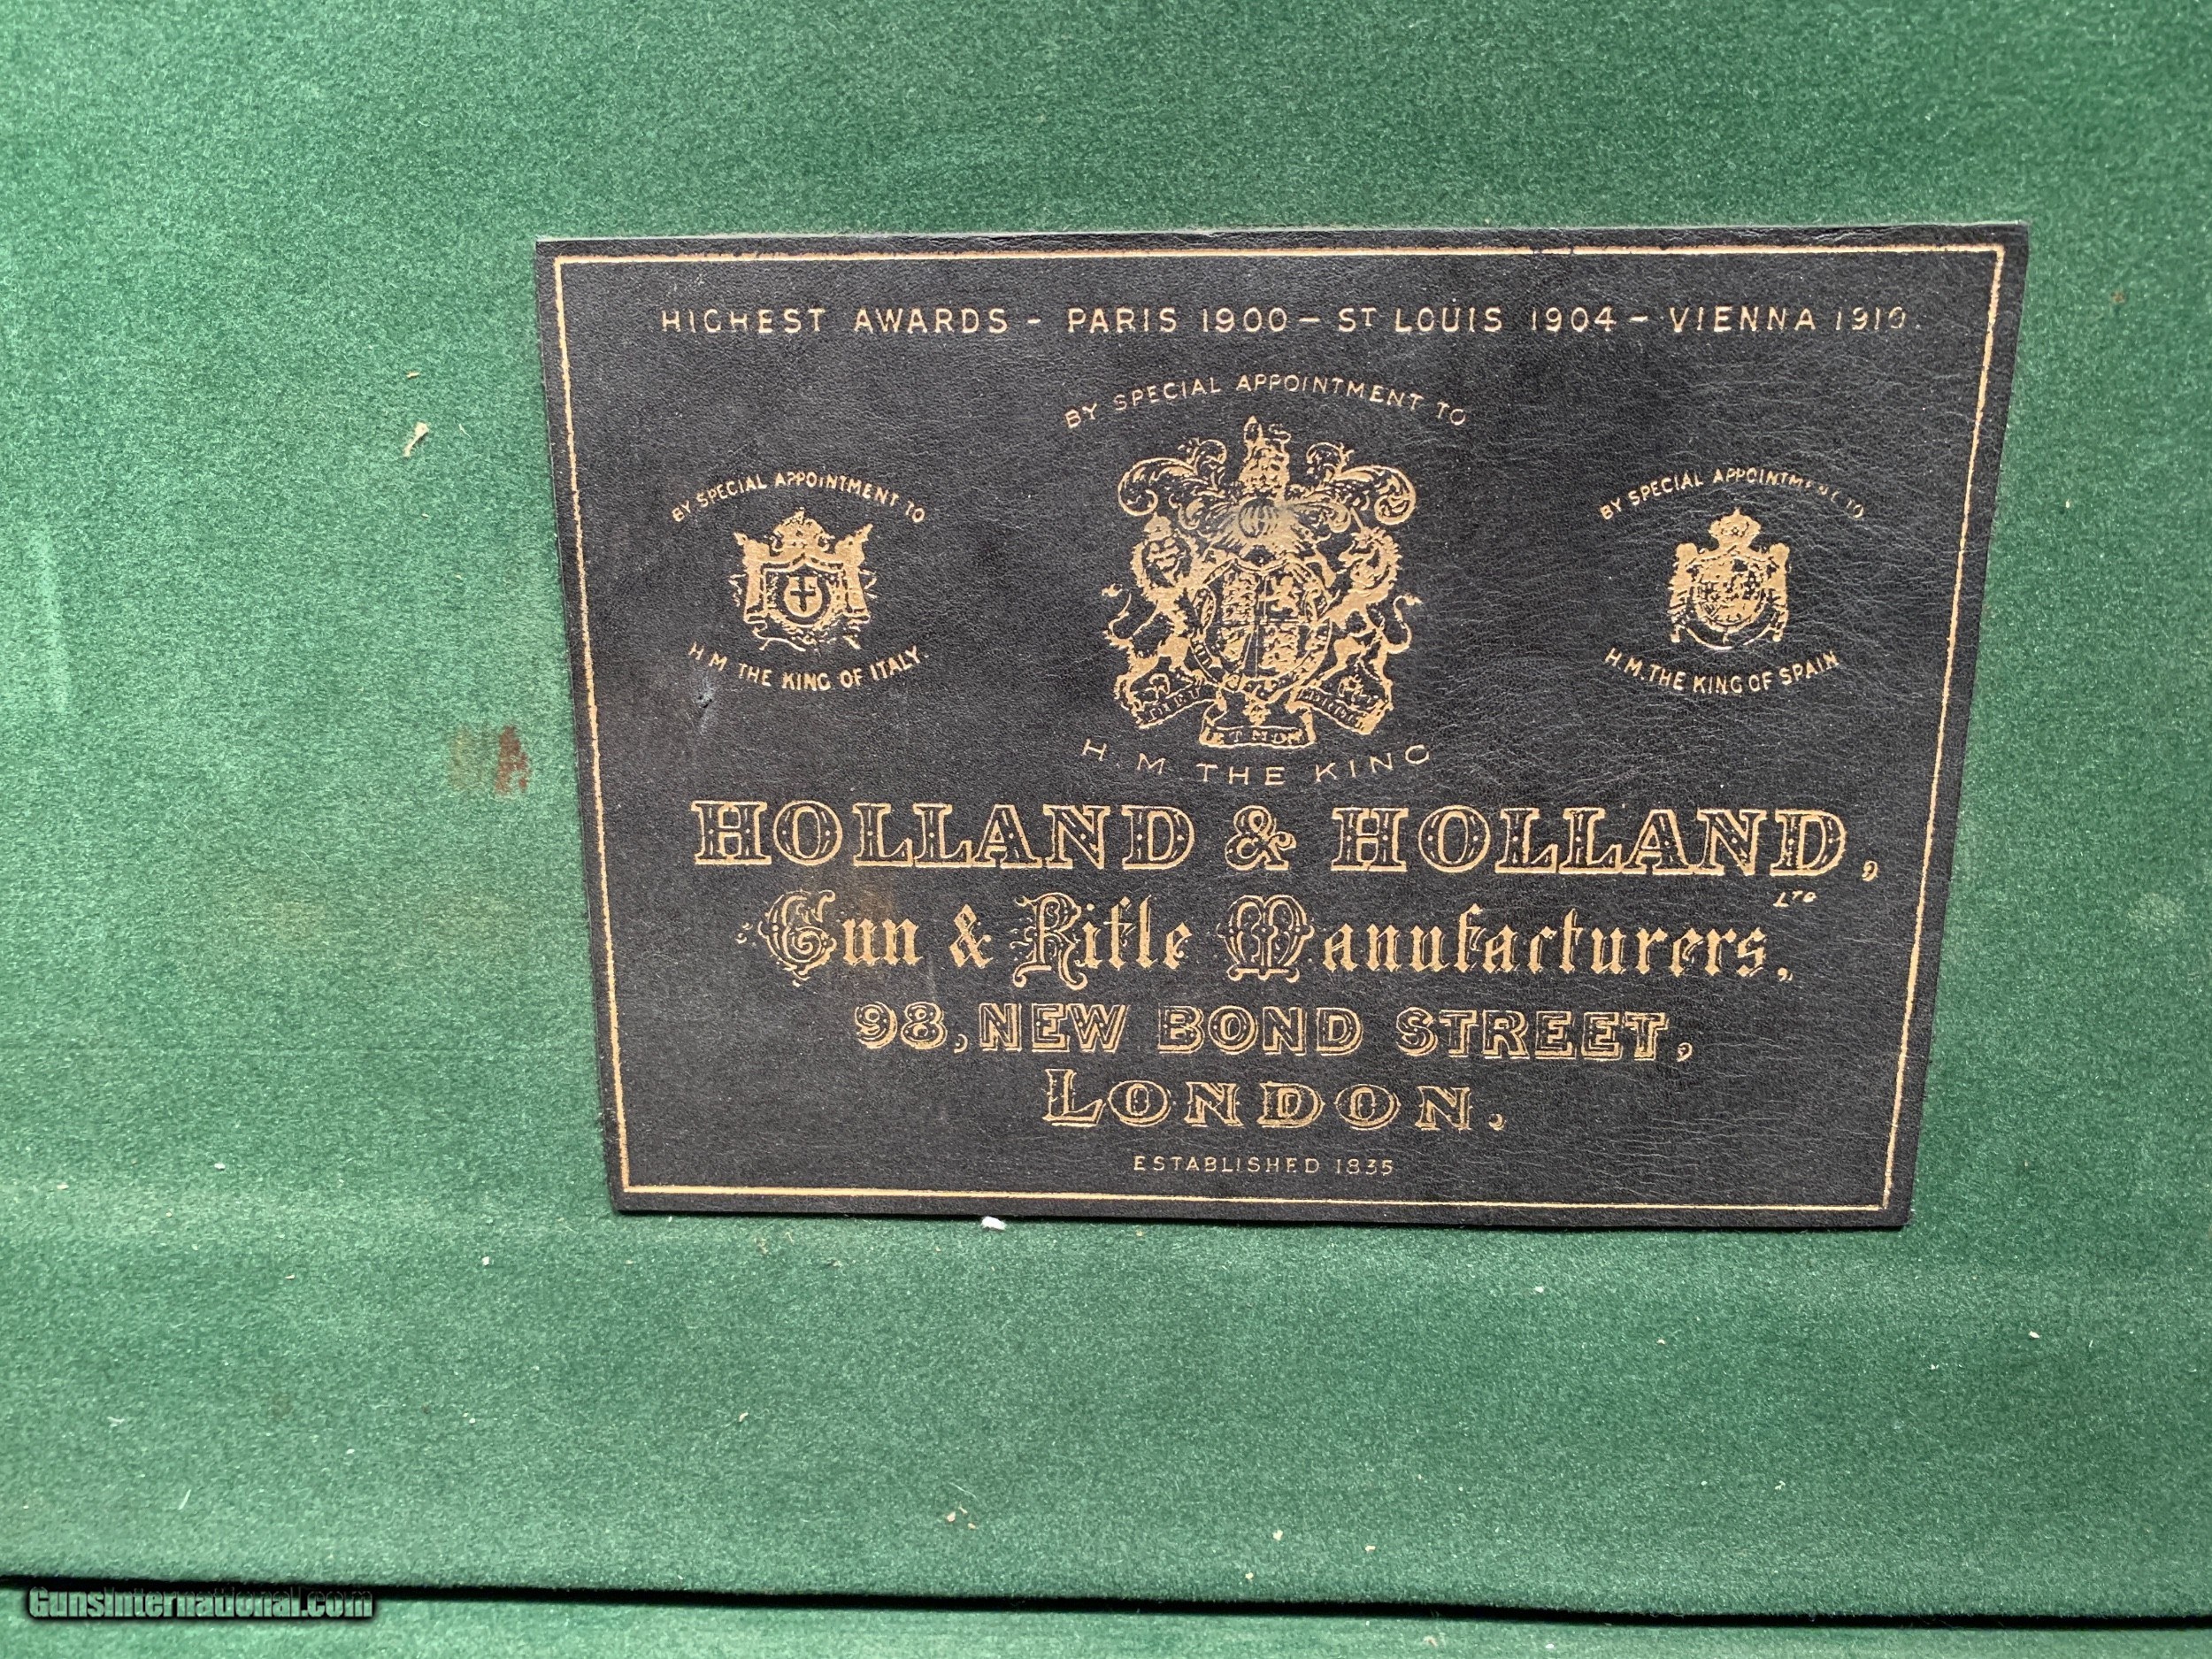 HIGHEST AWARDS - PARIS 1900 - ST LOUIS 1904 - VIENNA 1910.
BY SPECIAL APPOINTMENT TO
H. M. THE KING
BY SPECIAL APPOINTMENT TO
H.M. THE KING OF ITALY.
BY SPECIAL APPOINTMENT TO
H.M. THE KING OF SPAIN
HOLLAND & HOLLAND,
LTD
Gun & Rifle Manufacturers,
98, NEW BOND STREET,
LONDON.
ESTABLISHED 1835
GunsInternational.com